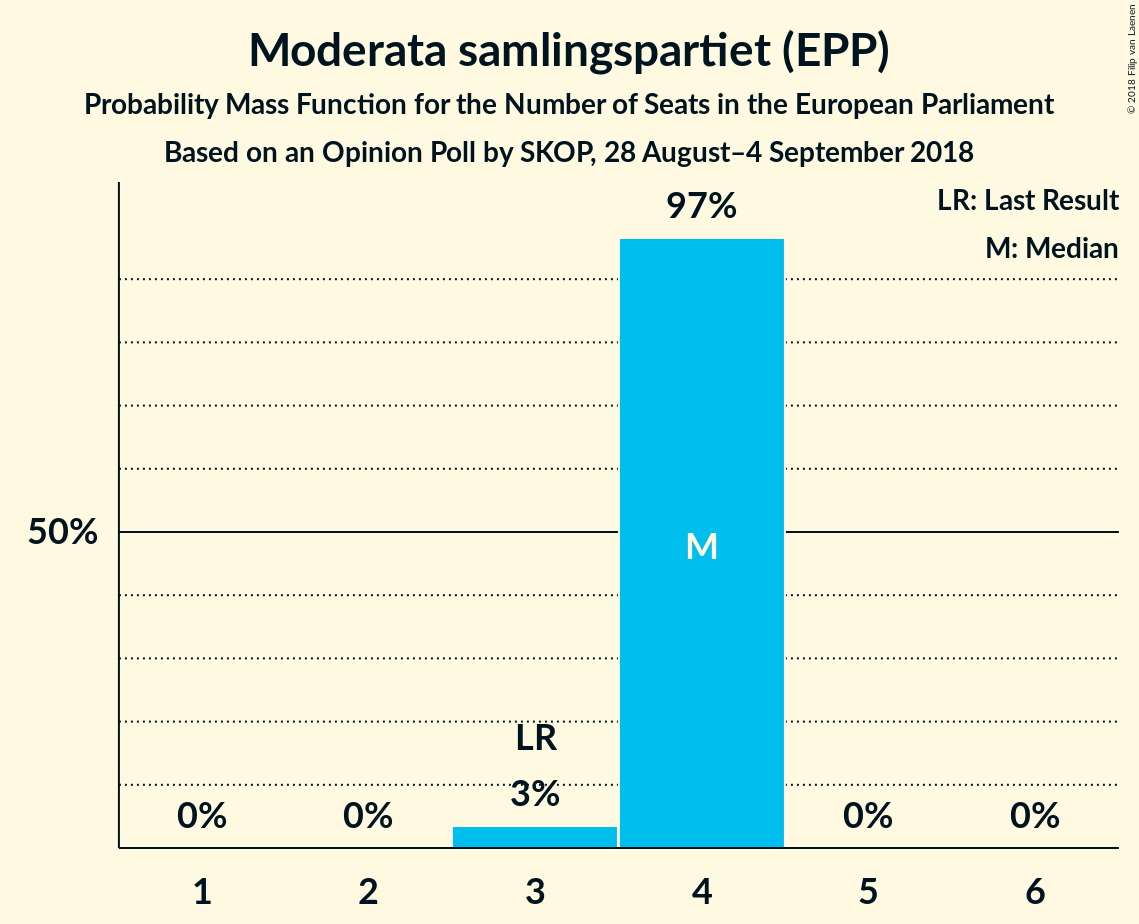 Moderata samlingspartiet (EPP)
Probability Mass Function for the Number of Seats in the European Parliament
Based on an Opinion Poll by SKOP, 28 August–4 September 2018
© 2018 Filip van Laenen
LR: Last Result
M: Median
97%
50%
M
LR
3%
0%
0%
0%
0%
1
2
3
4
5
6